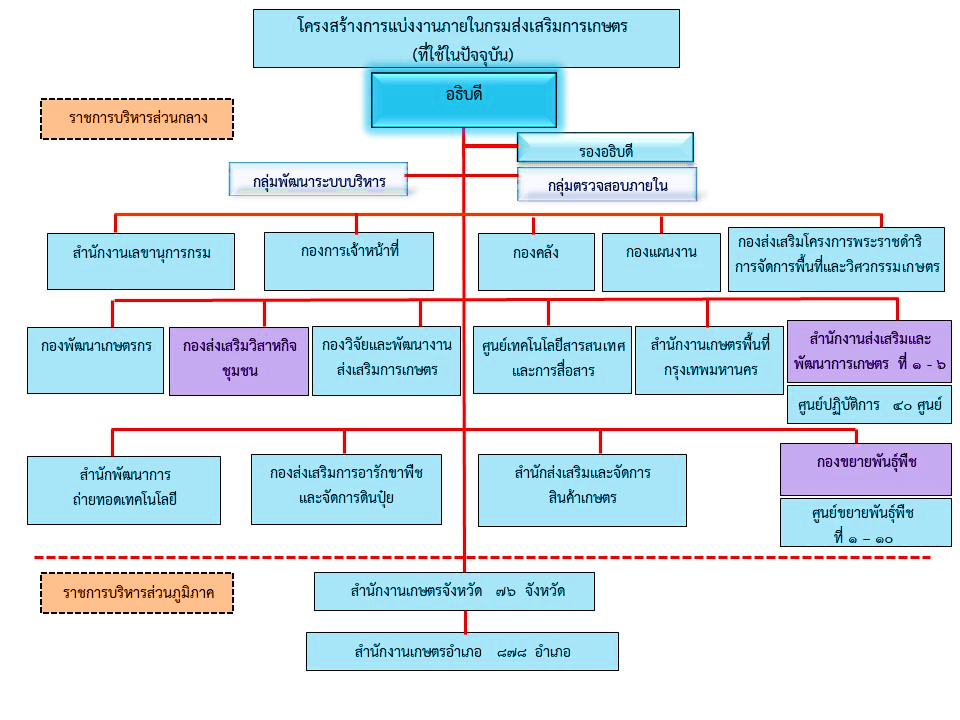 โครงสร้างการแบ่งงานภายในกรมส่งเสริมการเกษตร
(ที่ใช้ในปัจจุบัน)
อธิบดี
ราชการบริหารส่วนกลาง
รองอธิบดี
กลุ่มพัฒนาระบบบริหาร
กลุ่มตรวจสอบภายใน
สำนักงานเลขานุการกรม
กองการเจ้าหน้าที่
กองคลัง
กองแผนงาน
กองส่งเสริมโครงการพระราชดำริ
การจัดการพื้นที่และวิศวกรรมเกษตร
กองพัฒนาเกษตรกร
กองส่งเสริมวิสาหกิจ
ชุมชน
กองวิจัยและพัฒนางาน
ส่งเสริมการเกษตร
ศูนย์เทคโนโลยีสารสนเทศ
และการสื่อสาร
สำนักงานเกษตรพื้นที่
กรุงเทพมหานคร
สำนักงานส่งเสริมและ
พัฒนาการเกษตร ที่ ๑ - ๖
ศูนย์ปฏิบัติการ ๔๐ ศูนย์
สำนักพัฒนาการ
ถ่ายทอดเทคโนโลยี
กองส่งเสริมการอารักขาพืช
และจัดการดินปุ๋ย
สำนักส่งเสริมและจัดการ
สินค้าเกษตร
กองขยายพันธุ์พืช
ศูนย์ขยายพันธุ์พืช
ที่ ๑ – ๑๐
ราชการบริหารส่วนภูมิภาค
สำนักงานเกษตรจังหวัด ๗๖ จังหวัด
สำนักงานเกษตรอำเภอ ๘๗๘ อำเภอ